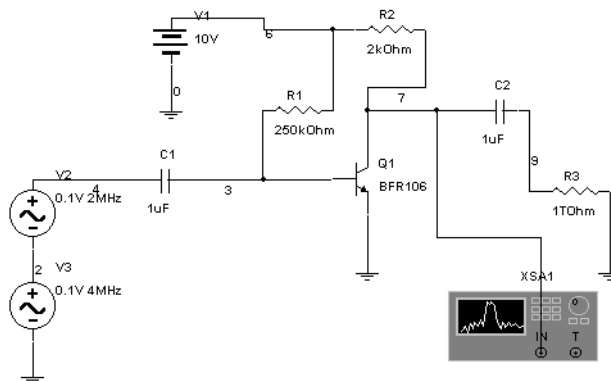 V1
10V
6
0
R2
2kOhm
R1
250kOhm
7
C2
1uF
C1
1uF
Q1
BFR106
V2
0.1V 2MHz
4
3
9
R3
1TOhm
2
V3
0.1V 4MHz
XSA1
IN T